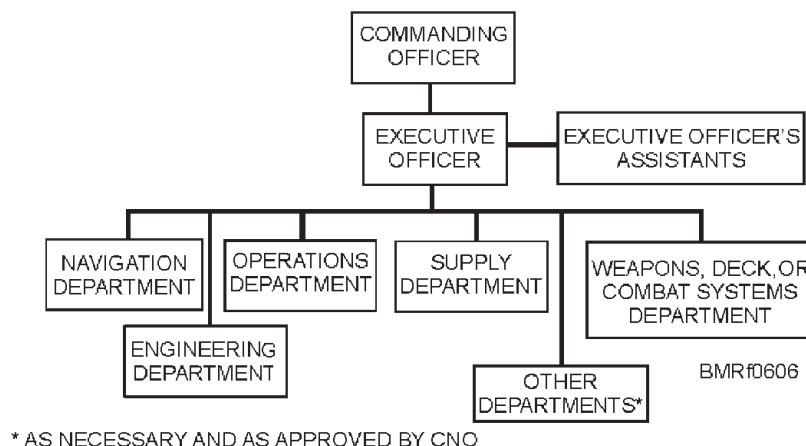 COMMANDING
OFFICER
EXECUTIVE
OFFICER
EXECUTIVE OFFICER'S
ASSISTANTS
NAVIGATION
DEPARTMENT
OPERATIONS
DEPARTMENT
SUPPLY
DEPARTMENT
WEAPONS, DECK, OR
COMBAT SYSTEMS
DEPARTMENT
ENGINEERING
DEPARTMENT
OTHER
DEPARTMENTS*
BMRf0606
* AS NECESSARY AND AS APPROVED BY CNO